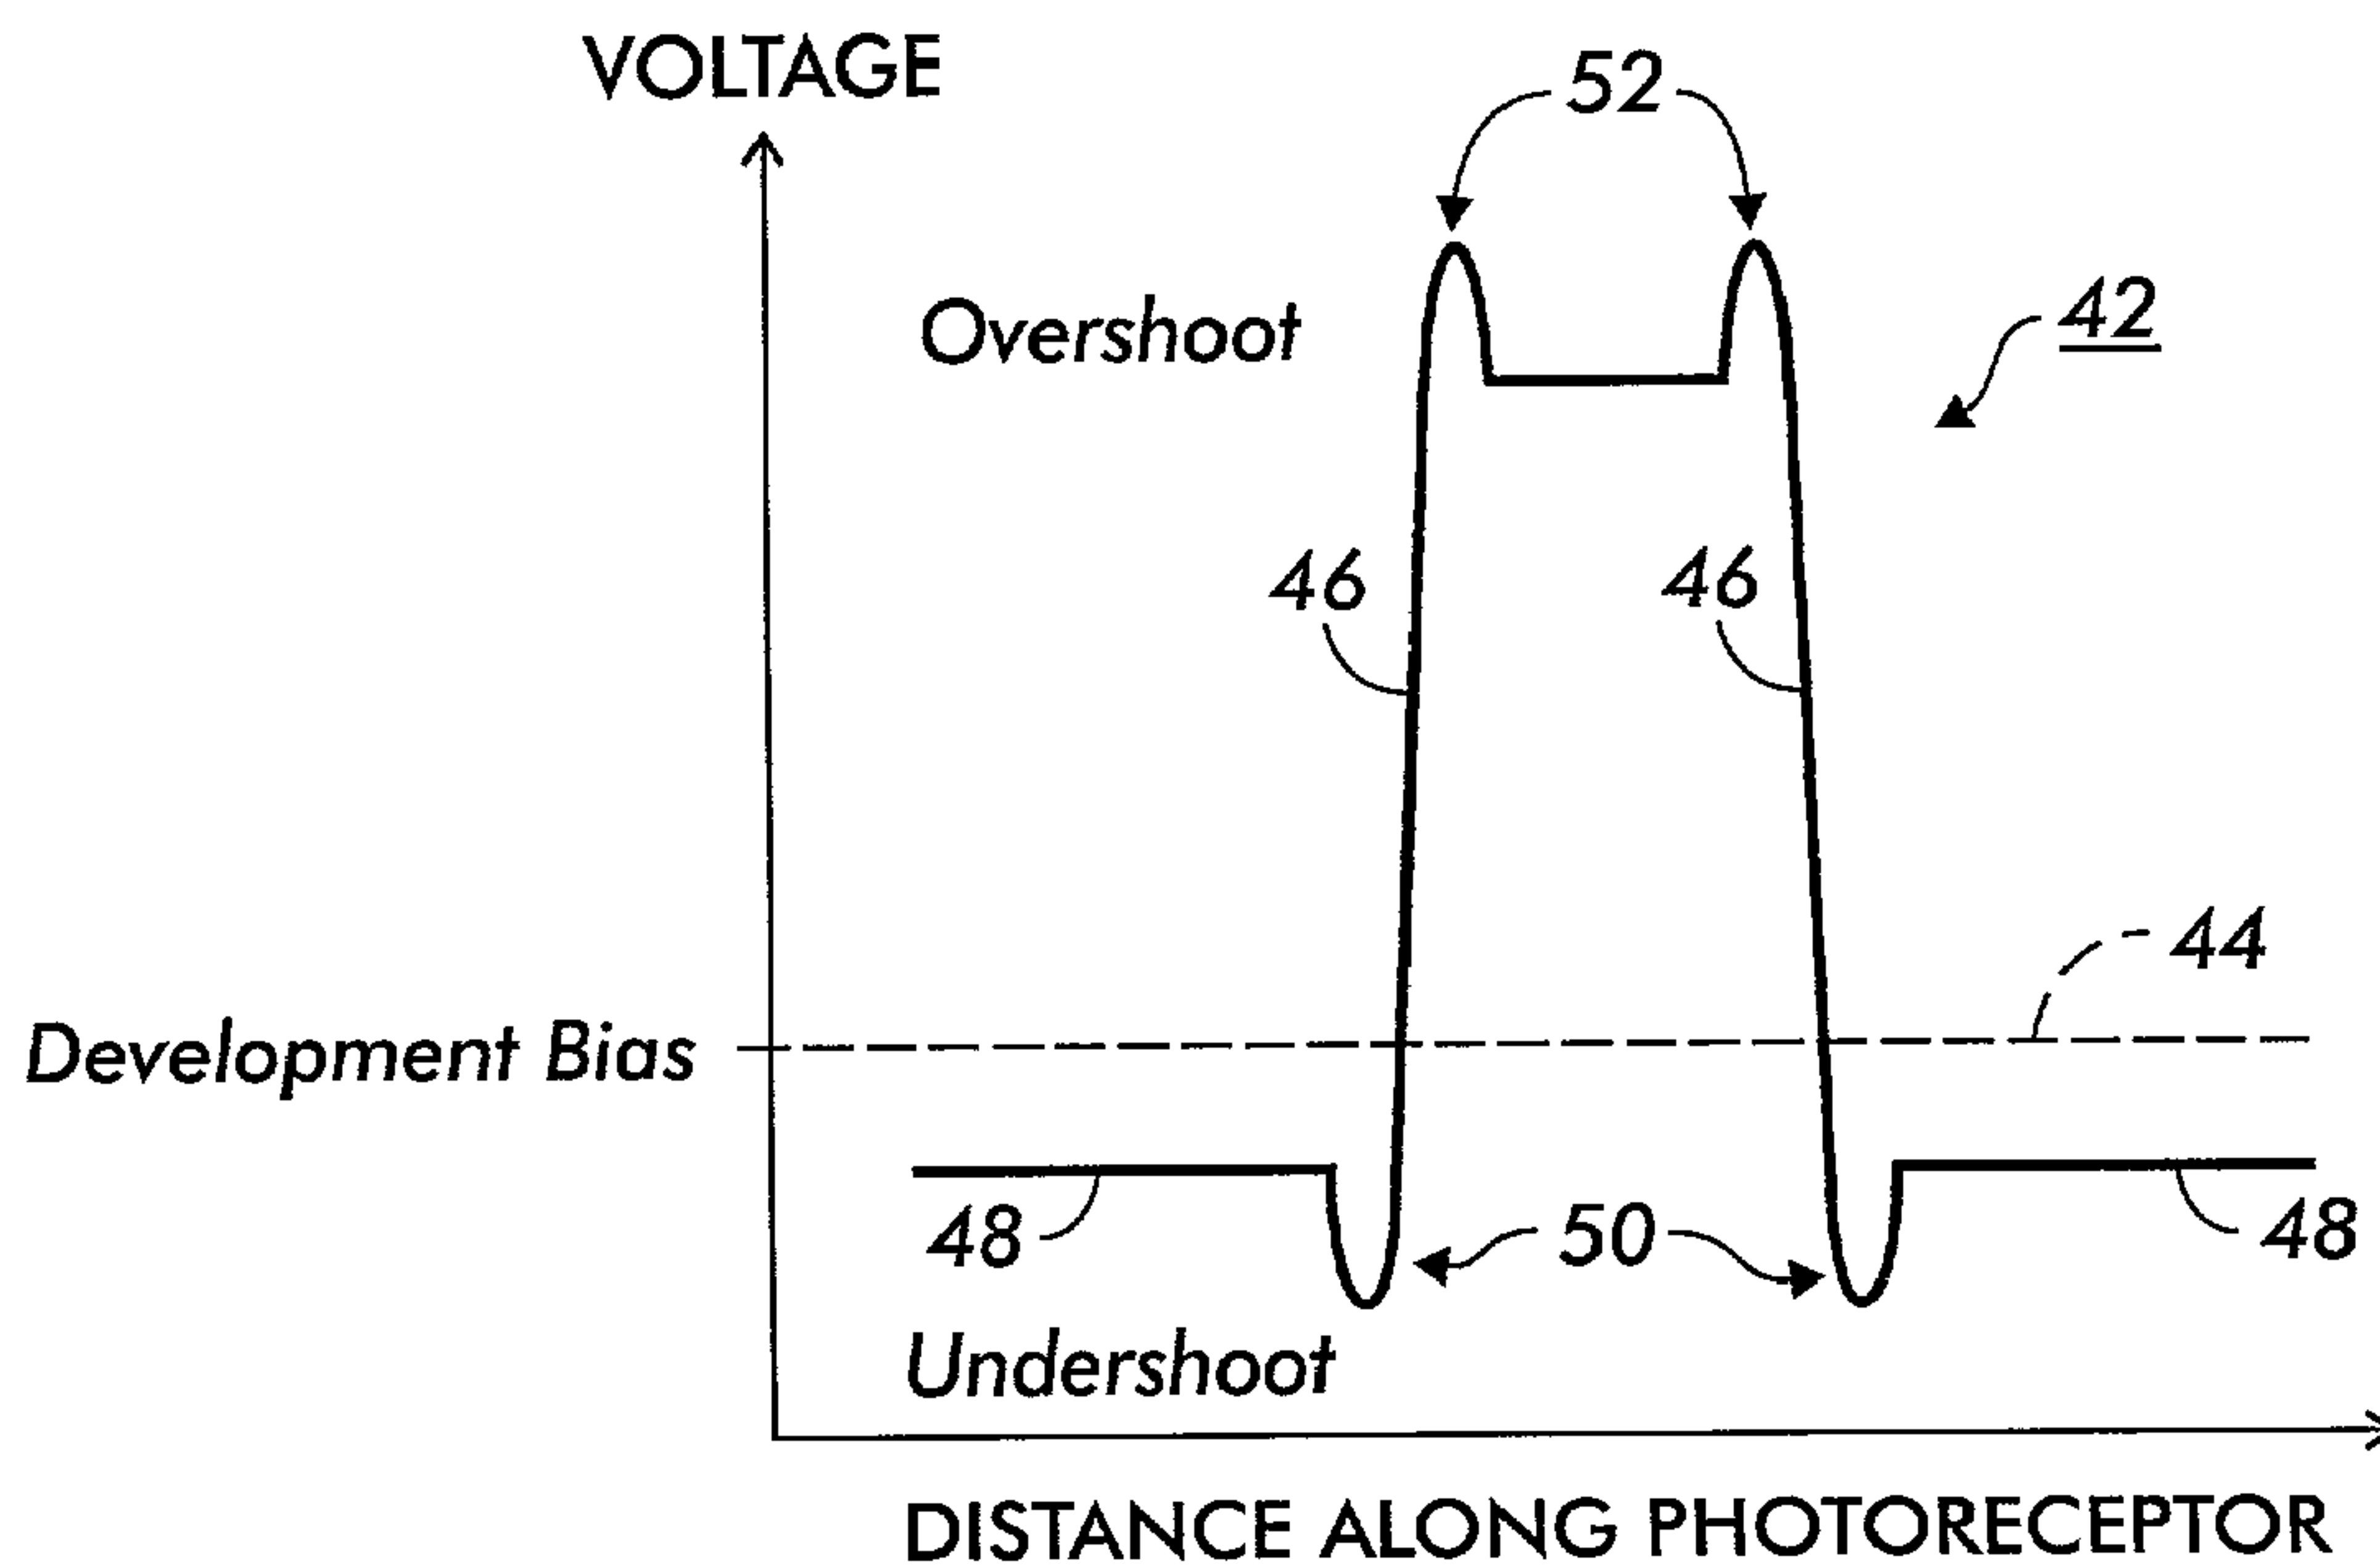 VOLTAGE
52
Overshoot
42
46
46
44
Development Bias
48
50
48
Undershoot
DISTANCE ALONG PHOTORECEPTOR